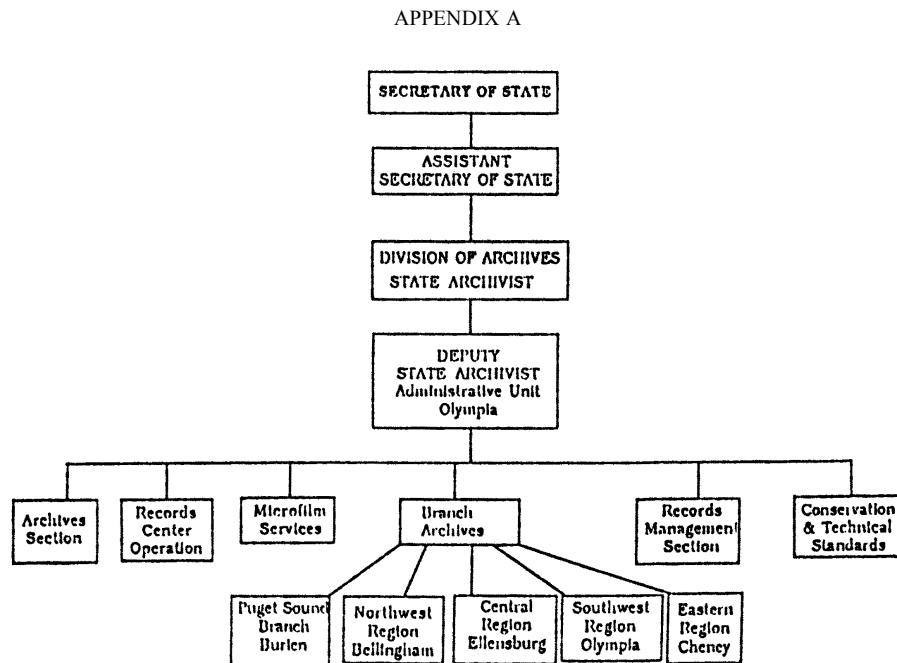 APPENDIX A
SECRETARY OF STATE
ASSISTANT
SECRETARY OF STATE
DIVISION OF ARCHIVES
STATE ARCHIVIST
DEPUTY
STATE ARCHIVIST
Administrative Unit
Olympia
Archives
Section
Records
Center
Operation
Microfilm
Services
Branch
Archives
Records
Management
Section
Conservation
& Technical
Standards
Puget Sound
Branch
Burien
Northwest
Region
Bellingham
Central
Region
Ellensburg
Southwest
Region
Olympia
Eastern
Region
Cheney